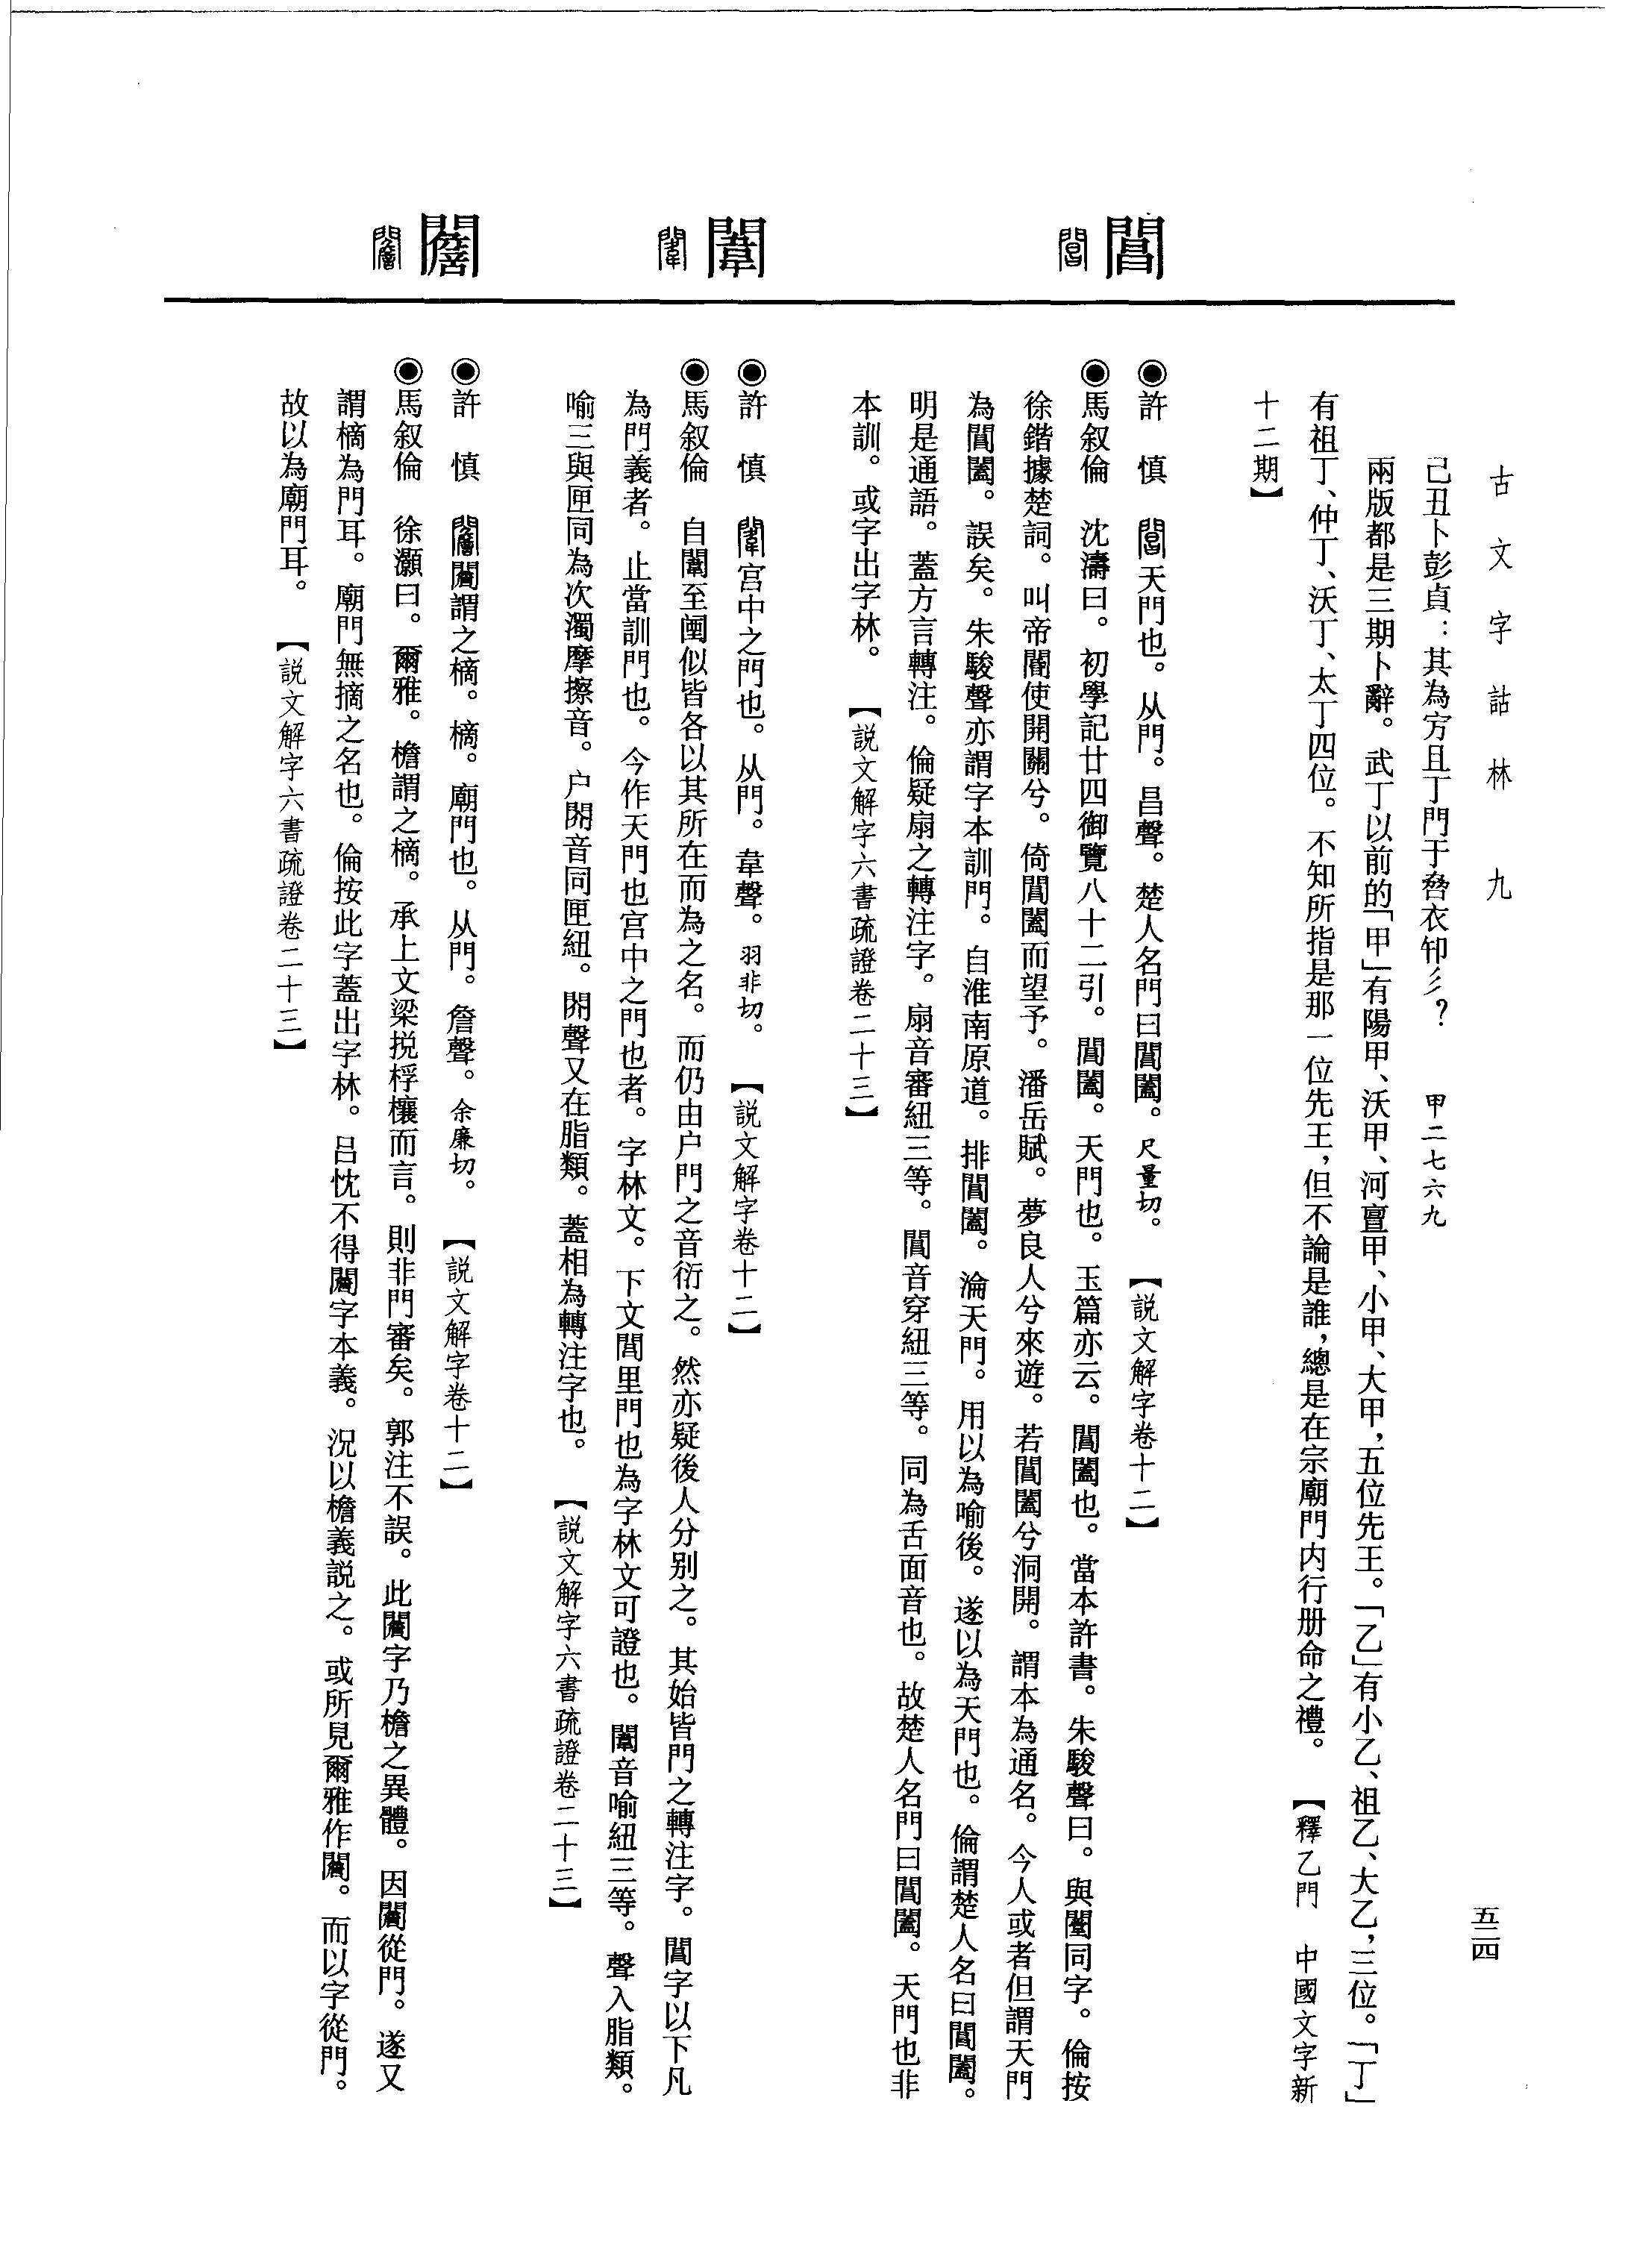 古文字詁林　九
五二四
己丑卜彭貞：其為方且丁門于㕣衣卬彡？　甲二七六九
兩版都是三期卜辭。武丁以前的「甲」有陽甲、沃甲、河亶甲、小甲、大甲，五位先王。「乙」有小乙、祖乙、大乙，三位。「丁」
有祖丁、仲丁、沃丁、太丁四位。不知所指是那一位先王，但不論是誰，總是在宗廟門内行册命之禮。　【釋乙門　中國文字新
十二期】
閶
◉許　慎　閶天門也。从門。昌聲。楚人名門曰閶闔。尺量切。　【説文解字卷十二】
◉馬叙倫　沈濤曰。初學記廿四御覽八十二引。閶闔。天門也。玉篇亦云。閶闔也。當本許書。朱駿聲曰。與闛同字。倫按
徐鍇據楚詞。叫帝閽使開關兮。倚閶闔而望予。潘岳賦。夢良人兮來遊。若閶闔兮洞開。謂本為通名。今人或者但謂天門
為閶闔。誤矣。朱駿聲亦謂字本訓門。自淮南原道。排閶闔。淪天門。用以為喻後。遂以為天門也。倫謂楚人名曰閶闔。
明是通語。蓋方言轉注。倫疑扇之轉注字。扇音審紐三等。閶音穿紐三等。同為舌面音也。故楚人名門曰閶闔。天門也非
本訓。或字出字林。　【説文解字六書疏證卷二十三】
闈
◉許　慎　闈宫中之門也。从門。韋聲。羽非切。　【説文解字卷十二】
◉馬叙倫　自闈至闉似皆各以其所在而為之名。而仍由户門之音衍之。然亦疑後人分别之。其始皆門之轉注字。閶字以下凡
為門義者。止當訓門也。今作天門也宫中之門也者。字林文。下文閭里門也為字林文可證也。闈音喻紐三等。聲入脂類。
喻三與匣同為次濁摩擦音。户閈音同匣紐。閉聲又在脂類。蓋相為轉注字也。　【説文解字六書疏證卷二十三】
䦲
◉許　慎　䦲䦲謂之樀。樀。廟門也。从門。詹聲。余廉切。　【説文解字卷十二】
◉馬叙倫　徐灝曰。爾雅。檐謂之樀。承上文梁棁桴欀而言。則非門審矣。郭注不誤。此䦲字乃檐之異體。因䦲從門。遂又
謂樀為門耳。廟門無摘之名也。倫按此字蓋出字林。吕忱不得䦲字本義。況以檐義説之。或所見爾雅作䦲。而以字從門。
故以為廟門耳。　【説文解字六書疏證卷二十三】